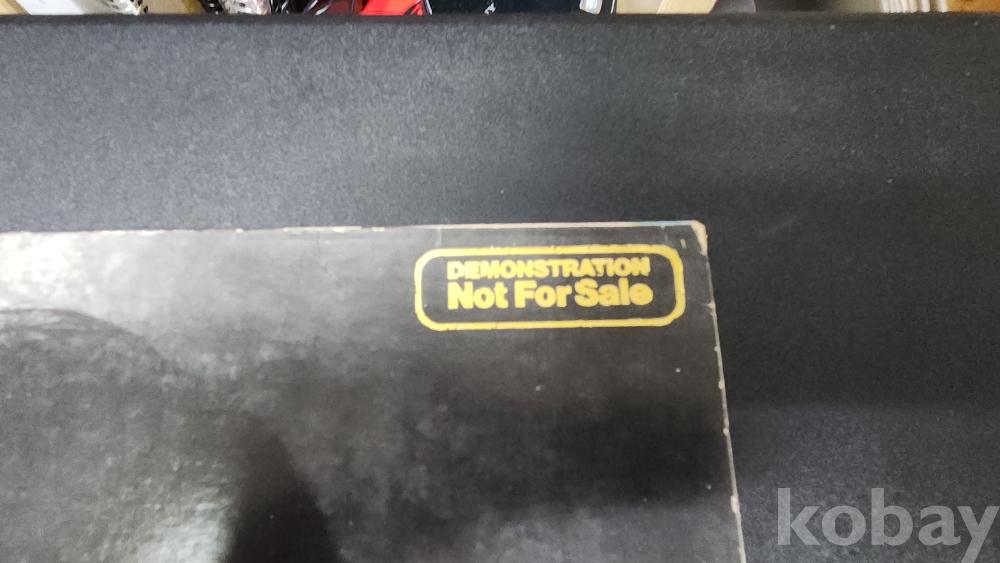 DEMONSTRATION
Not For Sale
kobay